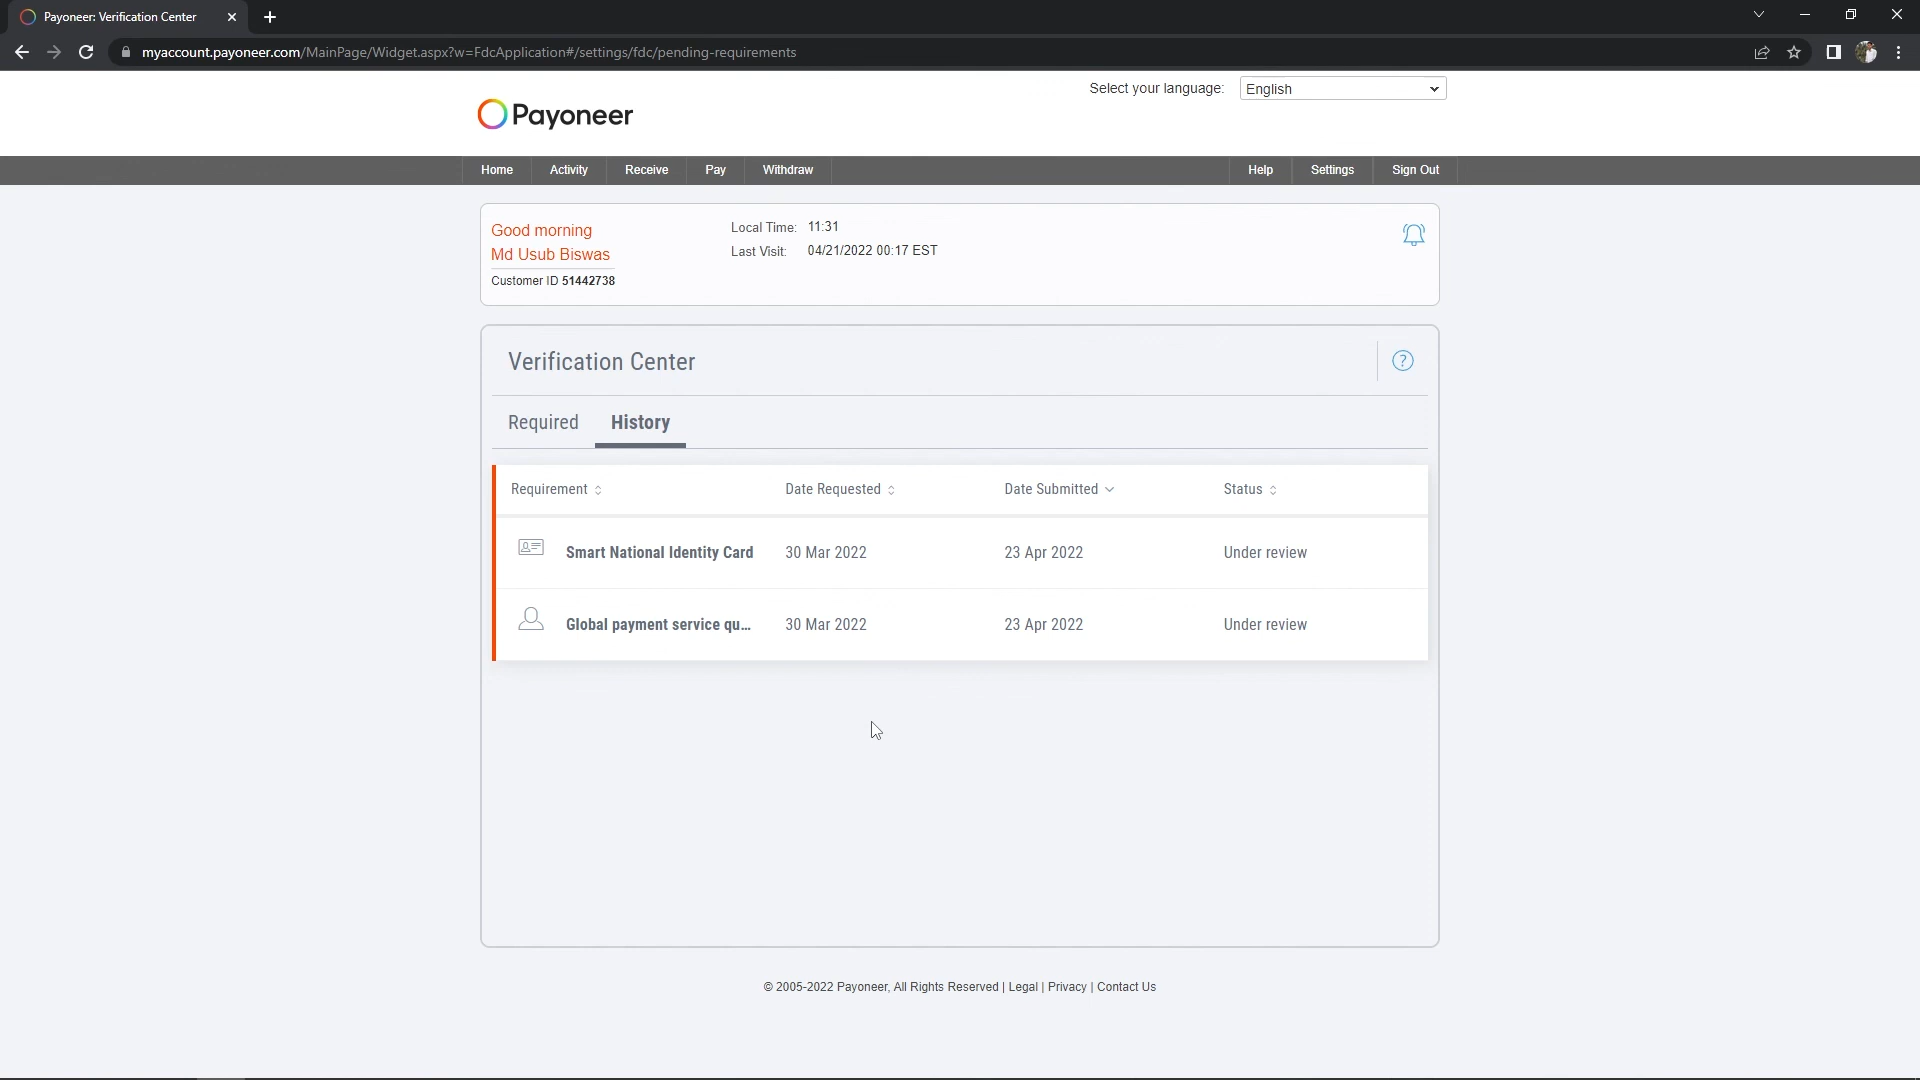 Payoneer: Verification Center
myaccount.payoneer.com/MainPage/Widget.aspx?w=FdcApplication#/settings/fdc/pending-requirements
Select your language: English
Payoneer
Home Activity Receive Pay Withdraw Help Settings Sign Out
Good morning
Md Usub Biswas
Customer ID 51442738
Local Time: 11:31
Last Visit: 04/21/2022 00:17 EST
Verification Center
?
Required History
Requirement Date Requested Date Submitted Status
Smart National Identity Card 30 Mar 2022 23 Apr 2022 Under review
Global payment service qu... 30 Mar 2022 23 Apr 2022 Under review
© 2005-2022 Payoneer, All Rights Reserved | Legal | Privacy | Contact Us